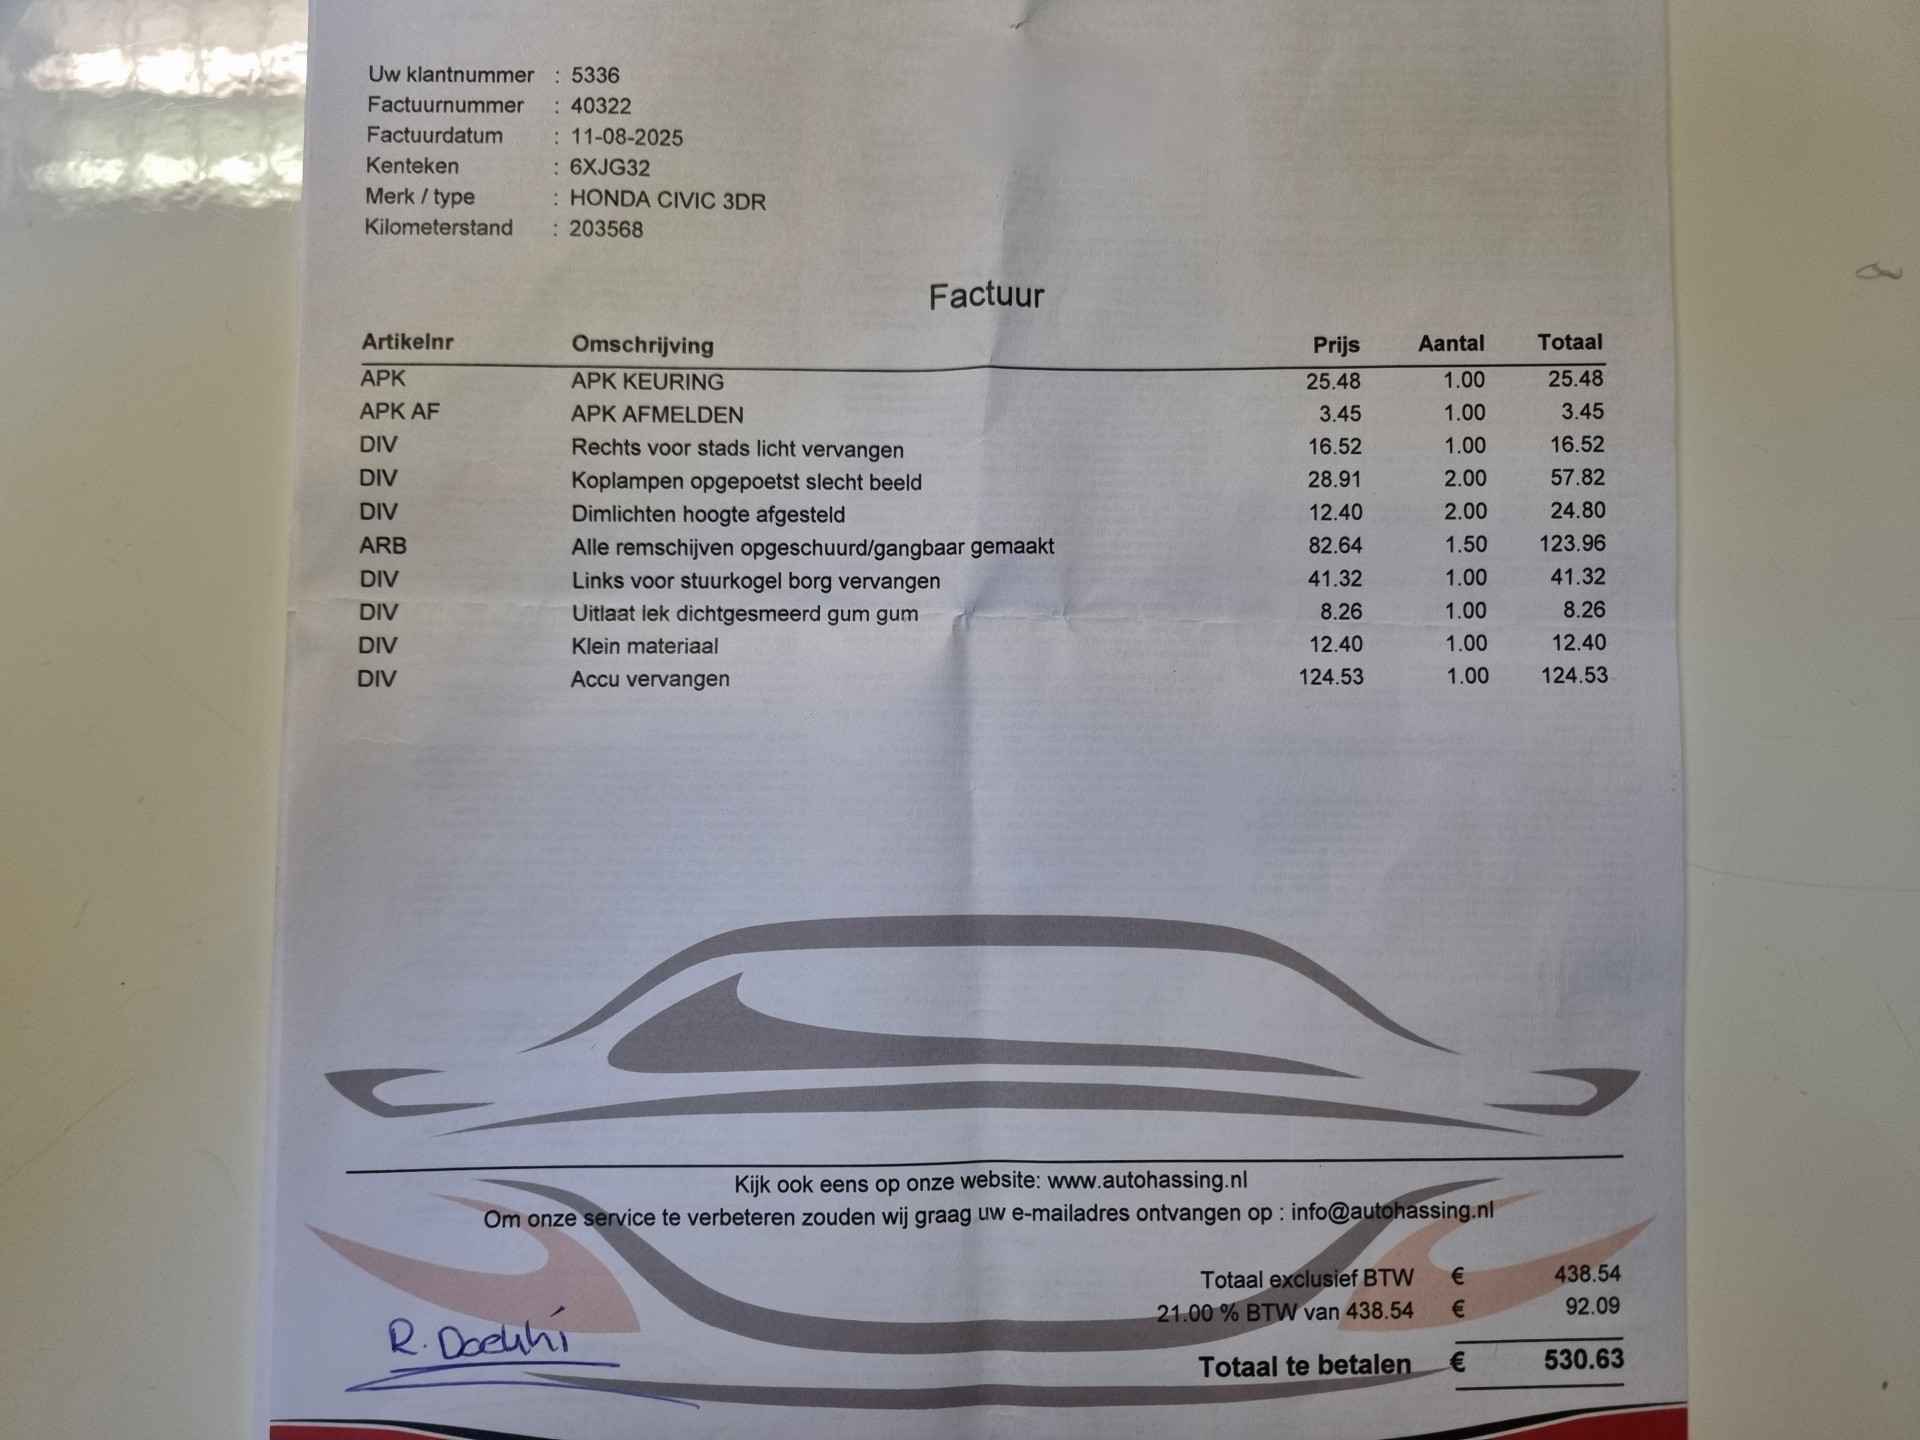 Uw klantnummer : 5336
Factuurnummer : 40322
Factuurdatum : 11-08-2025
Kenteken : 6XJG32
Merk / type : HONDA CIVIC 3DR
Kilometerstand : 203568
Factuur
Artikelnr Omschrijving Prijs Aantal Totaal
APK APK KEURING 25.48 1.00 25.48
APK AF APK AFMELDEN 3.45 1.00 3.45
DIV Rechts voor stads licht vervangen 16.52 1.00 16.52
DIV Koplampen opgepoetst slecht beeld 28.91 2.00 57.82
DIV Dimlichten hoogte afgesteld 12.40 2.00 24.80
ARB Alle remschijven opgeschuurd/gangbaar gemaakt 82.64 1.50 123.96
DIV Links voor stuurkogel borg vervangen 41.32 1.00 41.32
DIV Uitlaat lek dichtgesmeerd gum gum 8.26 1.00 8.26
DIV Klein materiaal 12.40 1.00 12.40
DIV Accu vervangen 124.53 1.00 124.53
Kijk ook eens op onze website: www.autohassing.nl
Om onze service te verbeteren zouden wij graag uw e-mailadres ontvangen op : info@autohassing.nl
Totaal exclusief BTW € 438.54
21.00 % BTW van 438.54 € 92.09
Totaal te betalen € 530.63
R.